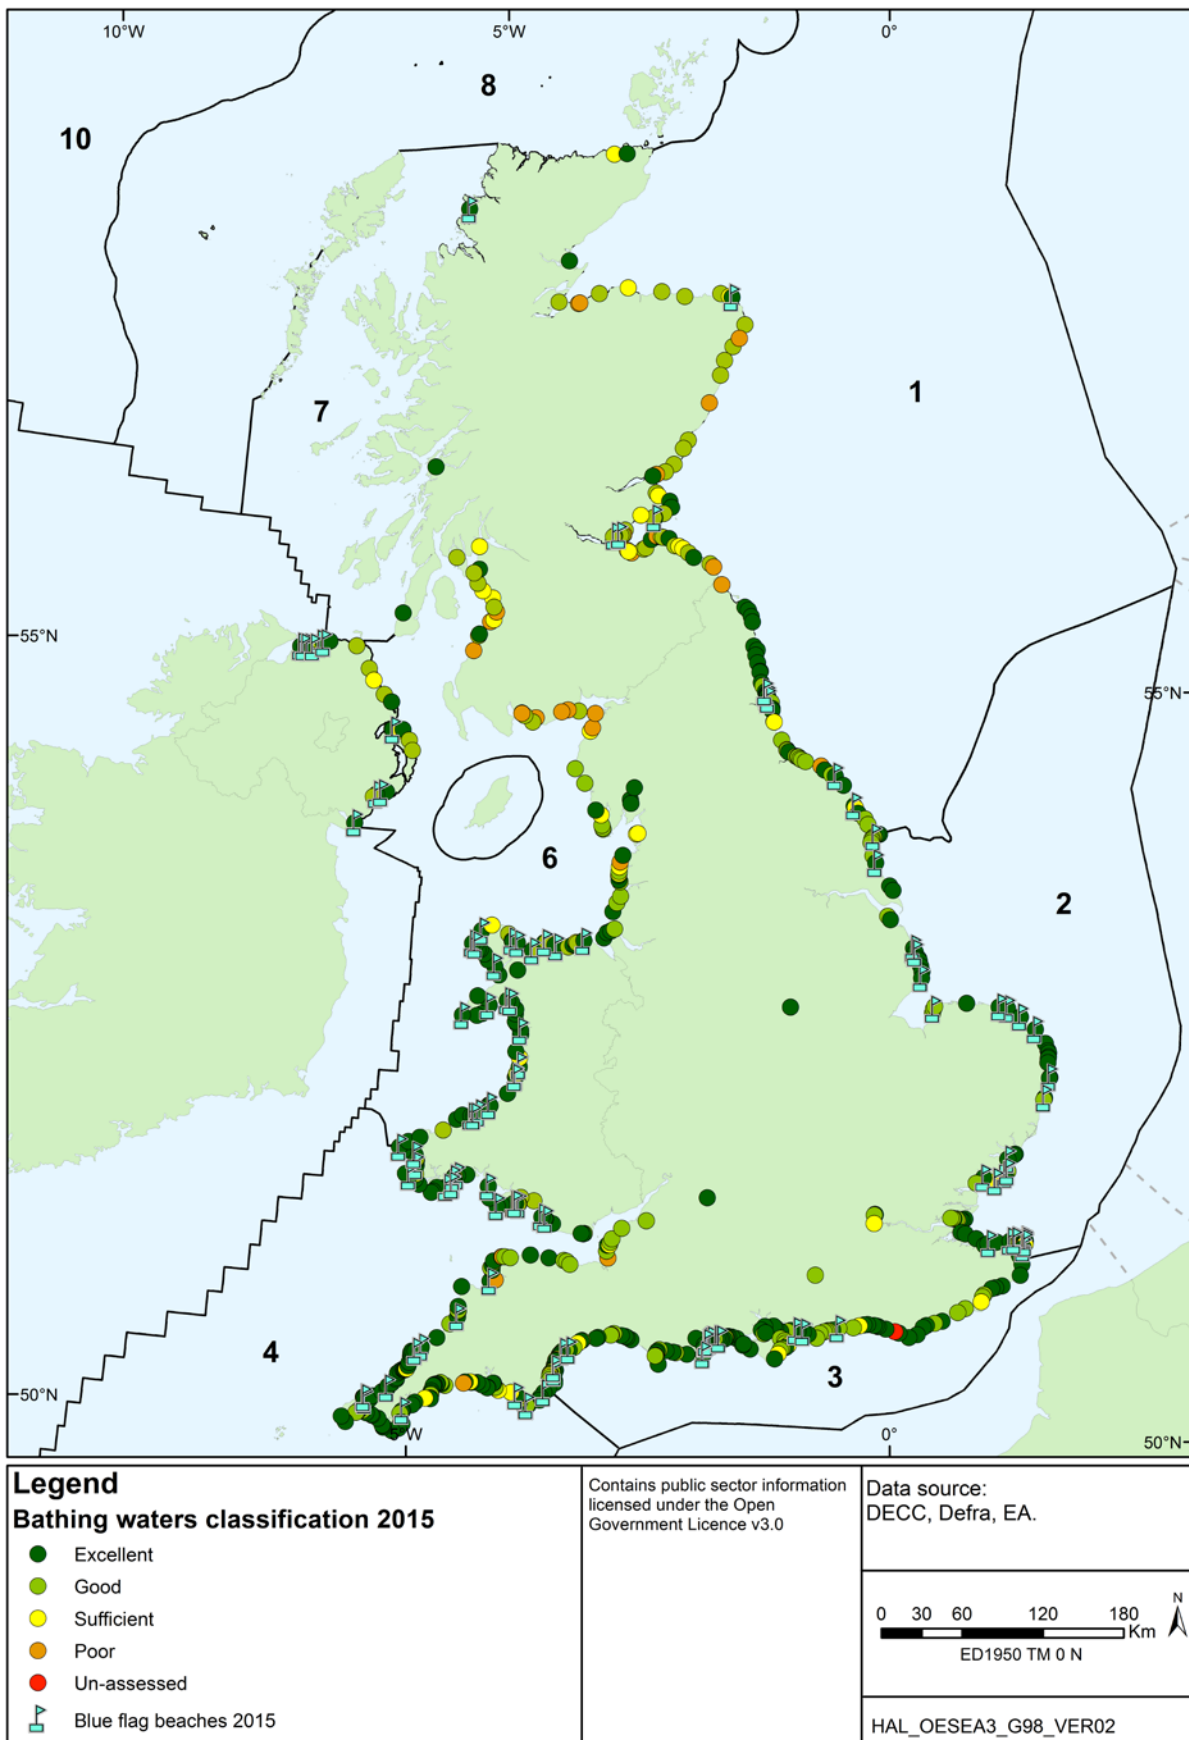 10°W
5°W
0°
8
10
1
7
55°N
55°N
6
2
4
3
5°W
0°
50°N
50°N
Legend
Bathing waters classification 2015
Excellent
Good
Sufficient
Poor
Un-assessed
Blue flag beaches 2015
Contains public sector information
licensed under the Open
Government Licence v3.0
Data source:
DECC, Defra, EA.
N
0 30 60 120 180
Km
ED1950 TM 0 N
HAL_OESEA3_G98_VER02